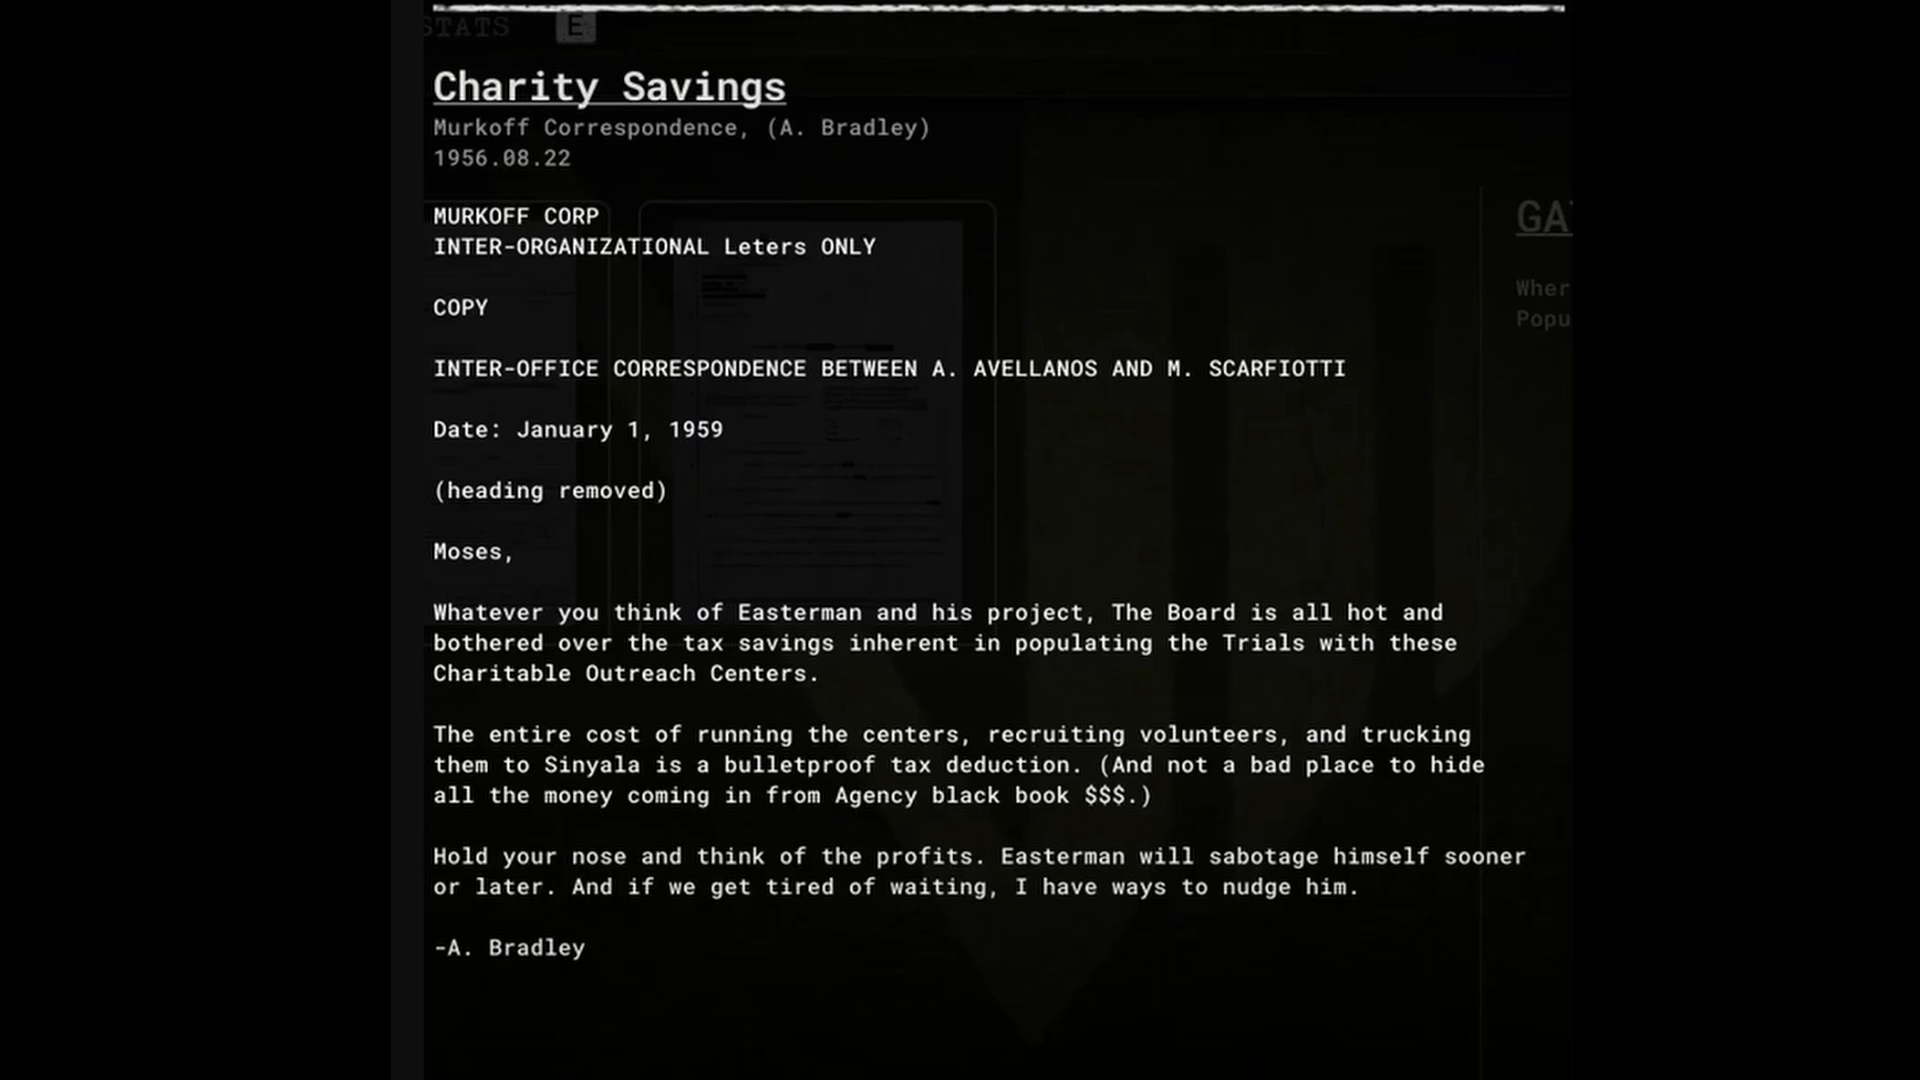 STATS E
Charity Savings
Murkoff Correspondence, (A. Bradley)
1956.08.22
MURKOFF CORP
INTER-ORGANIZATIONAL Leters ONLY
COPY
INTER-OFFICE CORRESPONDENCE BETWEEN A. AVELLANOS AND M. SCARFIOTTI
Date: January 1, 1959
(heading removed)
Moses,
Whatever you think of Easterman and his project, The Board is all hot and
bothered over the tax savings inherent in populating the Trials with these
Charitable Outreach Centers.
The entire cost of running the centers, recruiting volunteers, and trucking
them to Sinyala is a bulletproof tax deduction. (And not a bad place to hide
all the money coming in from Agency black book $$$.)
Hold your nose and think of the profits. Easterman will sabotage himself sooner
or later. And if we get tired of waiting, I have ways to nudge him.
-A. Bradley